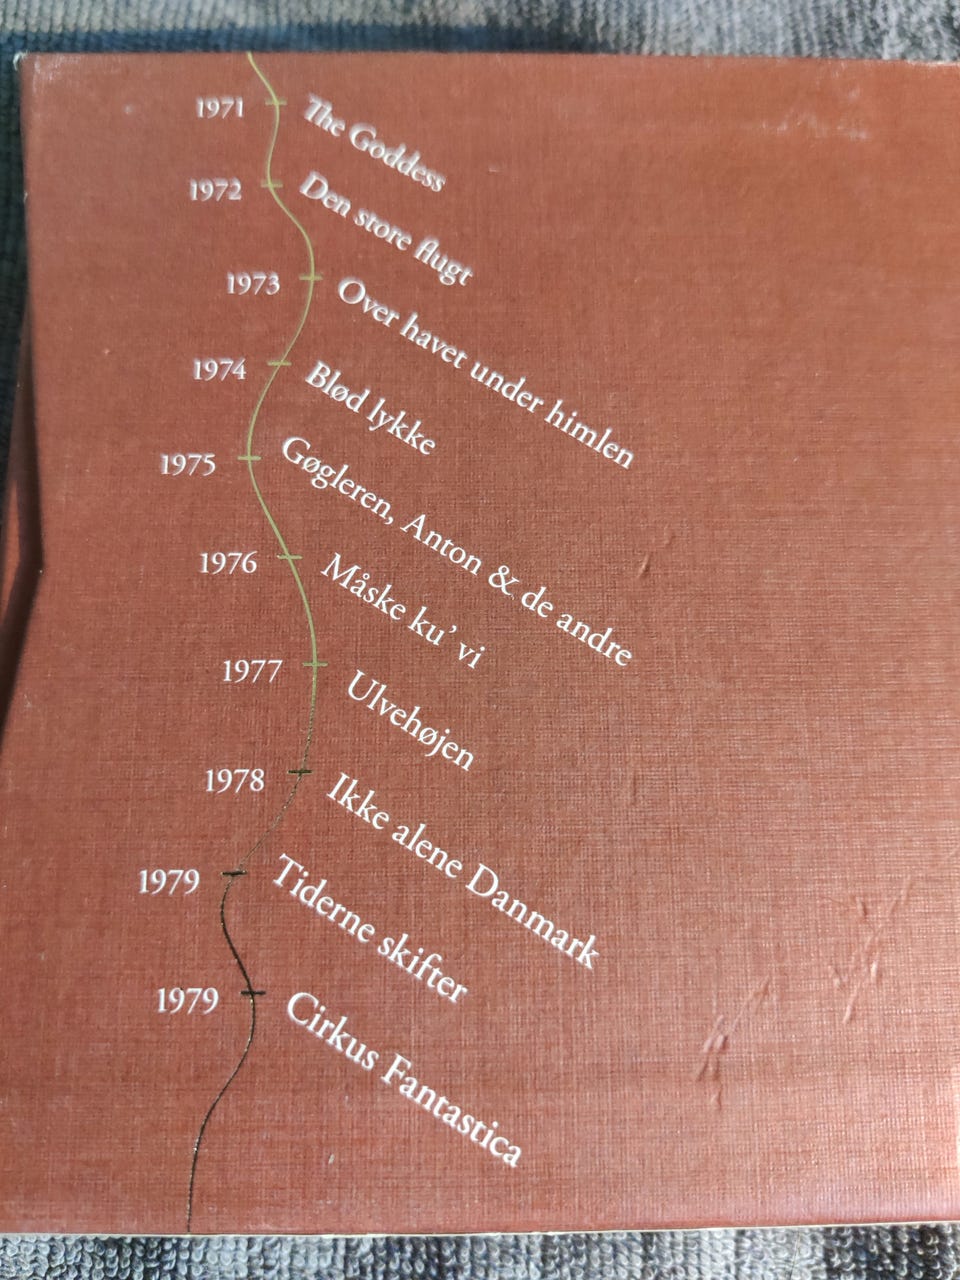 1971 The Goddess
1972 Den store flugt
1973 Over havet under himlen
1974 Blød lykke
1975 Gøgleren, Anton & de andre
1976 Måske ku' vi
1977 Ulvehøjen
1978 Ikke alene Danmark
1979 Tiderne skifter
1979 Cirkus Fantastica